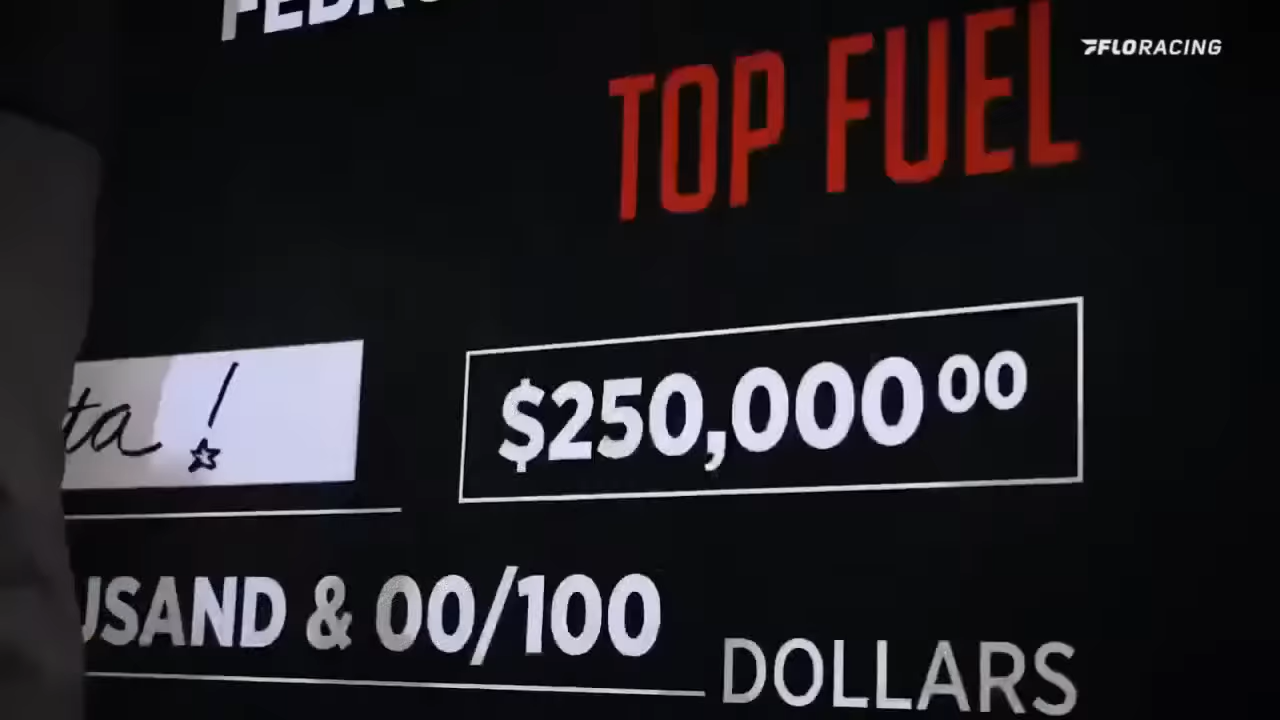 FLORACING
TOP FUEL
ta!
$250,000 00
USAND & 00/100
DOLLARS